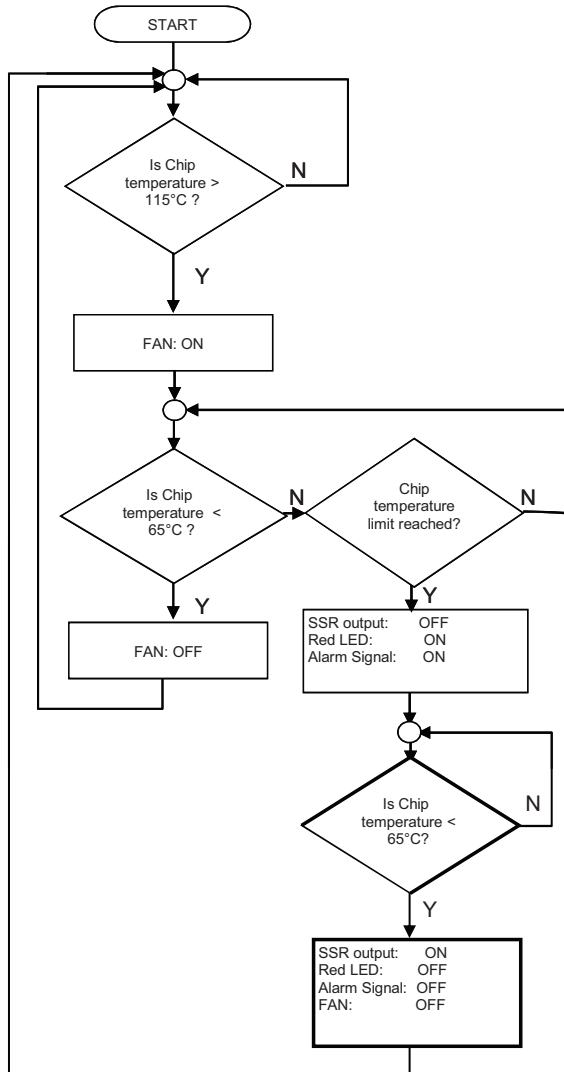 START
Is Chip
temperature >
115°C ?
N
Y
FAN: ON
Is Chip
temperature <
65°C ?
N
Chip
temperature
limit reached?
N
Y
Y
FAN: OFF
SSR output: OFF
Red LED: ON
Alarm Signal: ON
Is Chip
temperature <
65°C?
N
Y
SSR output: ON
Red LED: OFF
Alarm Signal: OFF
FAN: OFF